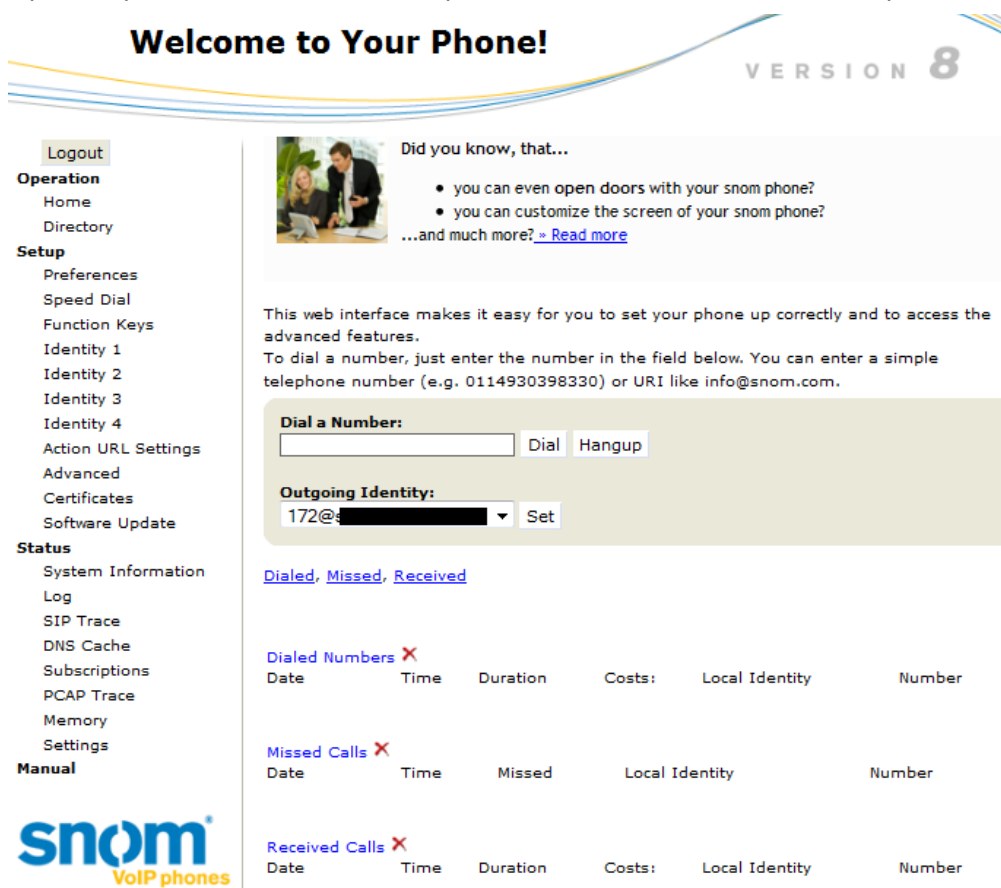 Welcome to Your Phone!
VERSION 8
Logout
Operation
Home
Directory
Setup
Preferences
Speed Dial
Function Keys
Identity 1
Identity 2
Identity 3
Identity 4
Action URL Settings
Advanced
Certificates
Software Update
Status
System Information
Log
SIP Trace
DNS Cache
Subscriptions
PCAP Trace
Memory
Settings
Manual
snom
VoIP phones
Did you know, that...
• you can even open doors with your snom phone?
• you can customize the screen of your snom phone?
...and much more? » Read more
This web interface makes it easy for you to set your phone up correctly and to access the
advanced features.
To dial a number, just enter the number in the field below. You can enter a simple
telephone number (e.g. 0114930398330) or URI like info@snom.com.
Dial a Number:
Dial Hangup
Outgoing Identity:
172@ Set
Dialed, Missed, Received
Dialed Numbers
Date Time Duration Costs: Local Identity Number
Missed Calls
Date Time Missed Local Identity Number
Received Calls
Date Time Duration Costs: Local Identity Number